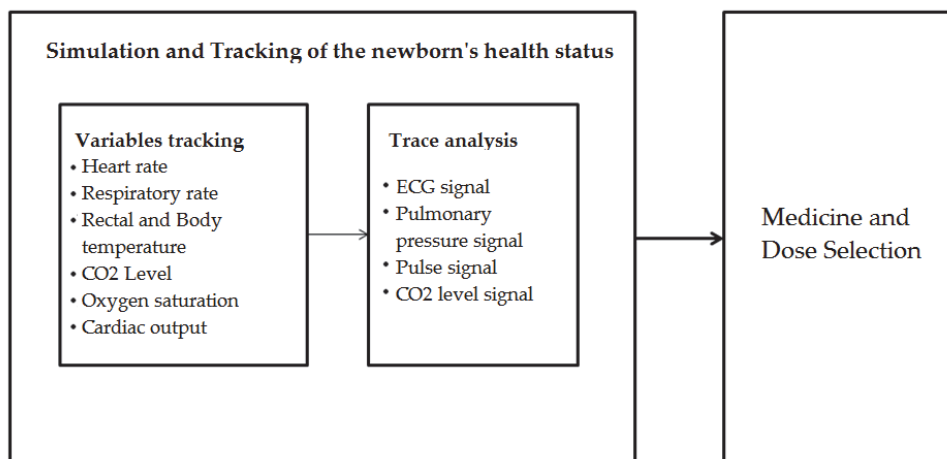 Simulation and Tracking of the newborn's health status
Variables tracking
• Heart rate
• Respiratory rate
• Rectal and Body
temperature
• CO2 Level
• Oxygen saturation
• Cardiac output
Trace analysis
• ECG signal
• Pulmonary
pressure signal
• Pulse signal
• CO2 level signal
Medicine and
Dose Selection